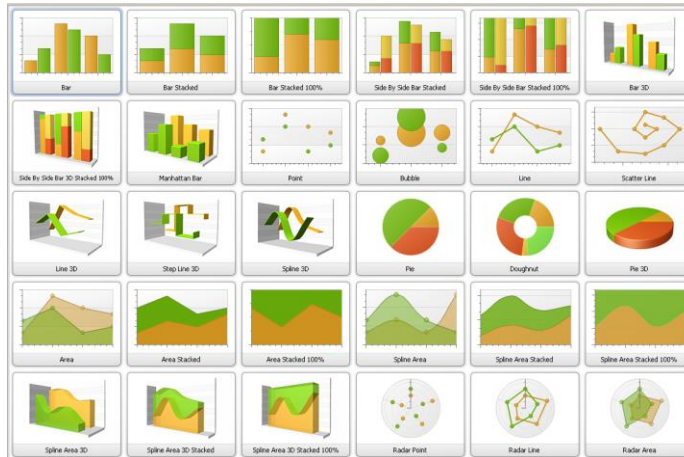 Bar
Bar Stacked
Bar Stacked 100%
Side By Side Bar Stacked
Side By Side Bar Stacked 100%
Bar 3D
Side By Side Bar 3D Stacked 100%
Manhattan Bar
Point
Bubble
Line
Scatter Line
Line 3D
Step Line 3D
Spline 3D
Pie
Doughnut
Pie 3D
Area
Area Stacked
Area Stacked 100%
Spline Area
Spline Area Stacked
Spline Area Stacked 100%
Spline Area 3D
Spline Area 3D Stacked
Spline Area 3D Stacked 100%
Radar Point
Radar Line
Radar Area